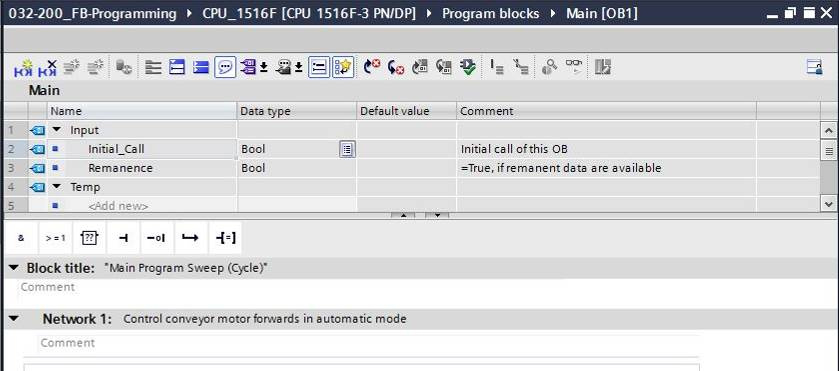 032-200_FB-Programming ▸ CPU_1516F [CPU 1516F-3 PN/DP] ▸ Program blocks ▸ Main [OB1]
Main
Name Data type Default value Comment
1 Input
2 Initial_Call Bool Initial call of this OB
3 Remanence Bool =True, if remanent data are available
4 Temp
5 <Add new>
& >=1 ?? -o| -[=]
Block title: "Main Program Sweep (Cycle)"
Comment
Network 1: Control conveyor motor forwards in automatic mode
Comment